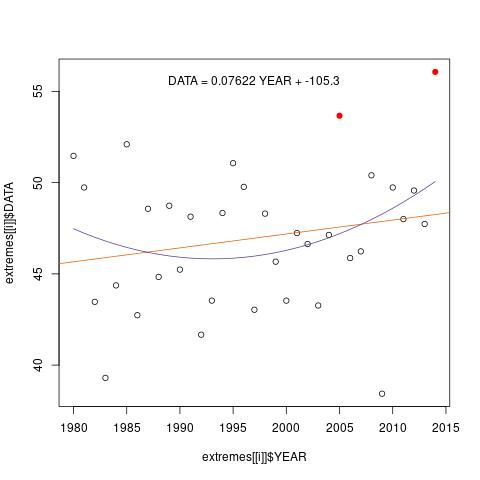 DATA = 0.07622 YEAR + -105.3
55
50
45
40
extremes[[i]]$DATA
1980 1985 1990 1995 2000 2005 2010 2015
extremes[[i]]$YEAR